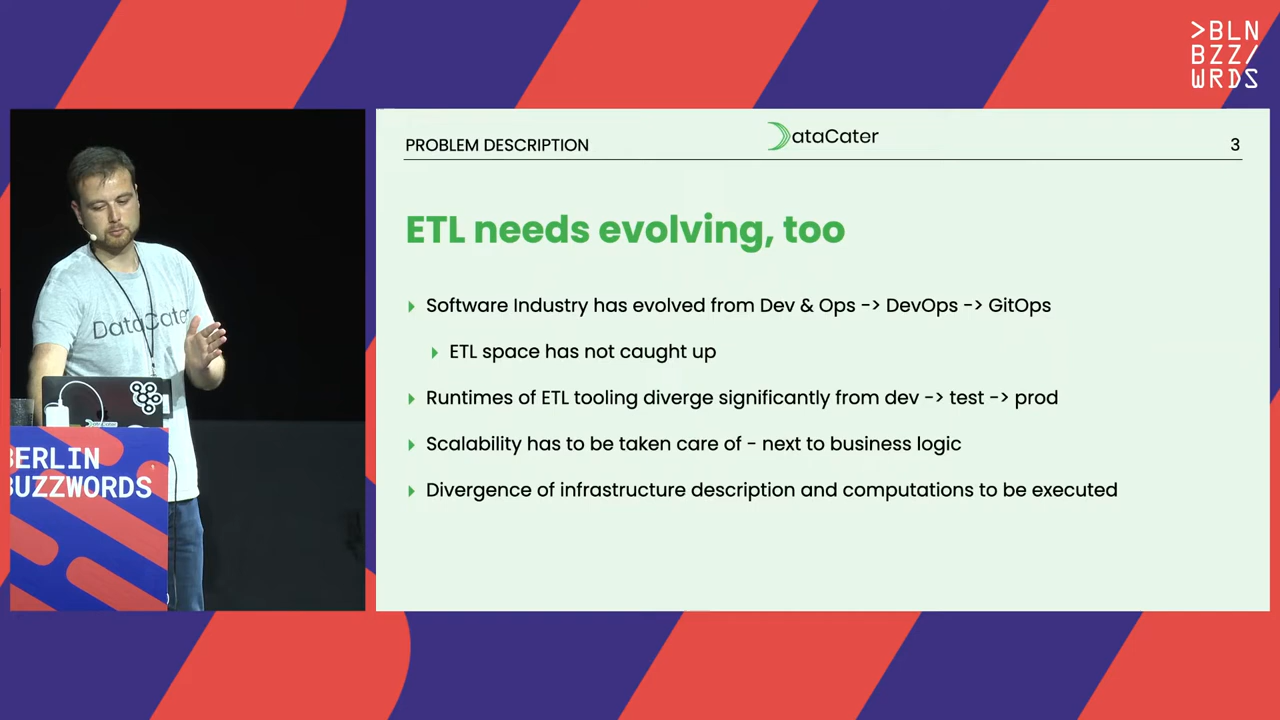 >BLN
BZZ/
WRDS
PROBLEM DESCRIPTION
DataCater
3
ETL needs evolving, too
Software Industry has evolved from Dev & Ops -> DevOps -> GitOps
ETL space has not caught up
Runtimes of ETL tooling diverge significantly from dev -> test -> prod
Scalability has to be taken care of - next to business logic
Divergence of infrastructure description and computations to be executed
DataCater
DataCater
BERLIN
BUZZWORDS